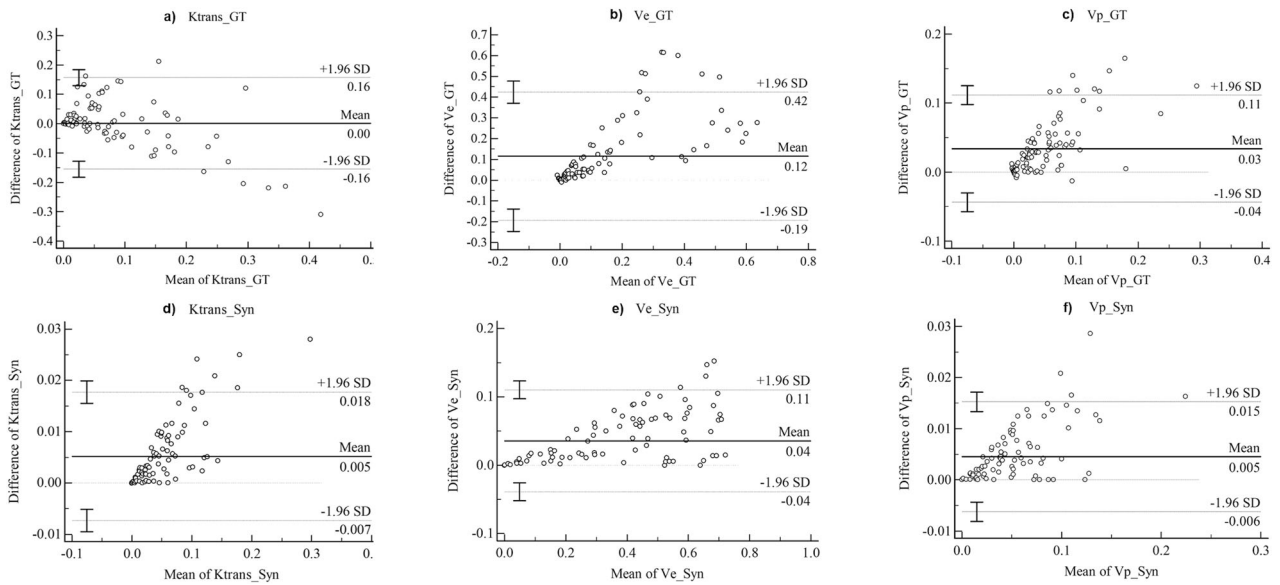 a) Ktrans_GT
Difference of Ktrans_GT
0.3
0.2
0.1
0.0
-0.1
-0.2
-0.3
-0.4
+1.96 SD
0.16
Mean
0.00
-1.96 SD
-0.16
0.0 0.1 0.2 0.3 0.4 0.
Mean of Ktrans_GT
b) Ve_GT
Difference of Ve_GT
0.7
0.6
0.5
0.4
0.3
0.2
0.1
0.0
-0.1
-0.2
-0.3
+1.96 SD
0.42
Mean
0.12
-1.96 SD
-0.19
-0.2 0.0 0.2 0.4 0.6 0.8
Mean of Ve_GT
c) Vp_GT
Difference of Vp_GT
0.2
0.1
0.0
-0.1
+1.96 SD
0.11
Mean
0.03
-1.96 SD
-0.04
-0.1 0.0 0.1 0.2 0.3 0.4
Mean of Vp_GT
d) Ktrans_Syn
Difference of Ktrans_Syn
0.03
0.02
0.01
0.00
-0.01
+1.96 SD
0.018
Mean
0.005
-1.96 SD
-0.007
-0.1 0.0 0.1 0.2 0.3 0.
Mean of Ktrans_Syn
e) Ve_Syn
Difference of Ve_Syn
0.2
0.1
0.0
-0.1
+1.96 SD
0.11
Mean
0.04
-1.96 SD
-0.04
0.0 0.2 0.4 0.6 0.8 1.0
Mean of Ve_Syn
f) Vp_Syn
Difference of Vp_Syn
0.03
0.02
0.01
0.00
-0.01
+1.96 SD
0.015
Mean
0.005
-1.96 SD
-0.006
0.0 0.1 0.2 0.3
Mean of Vp_Syn